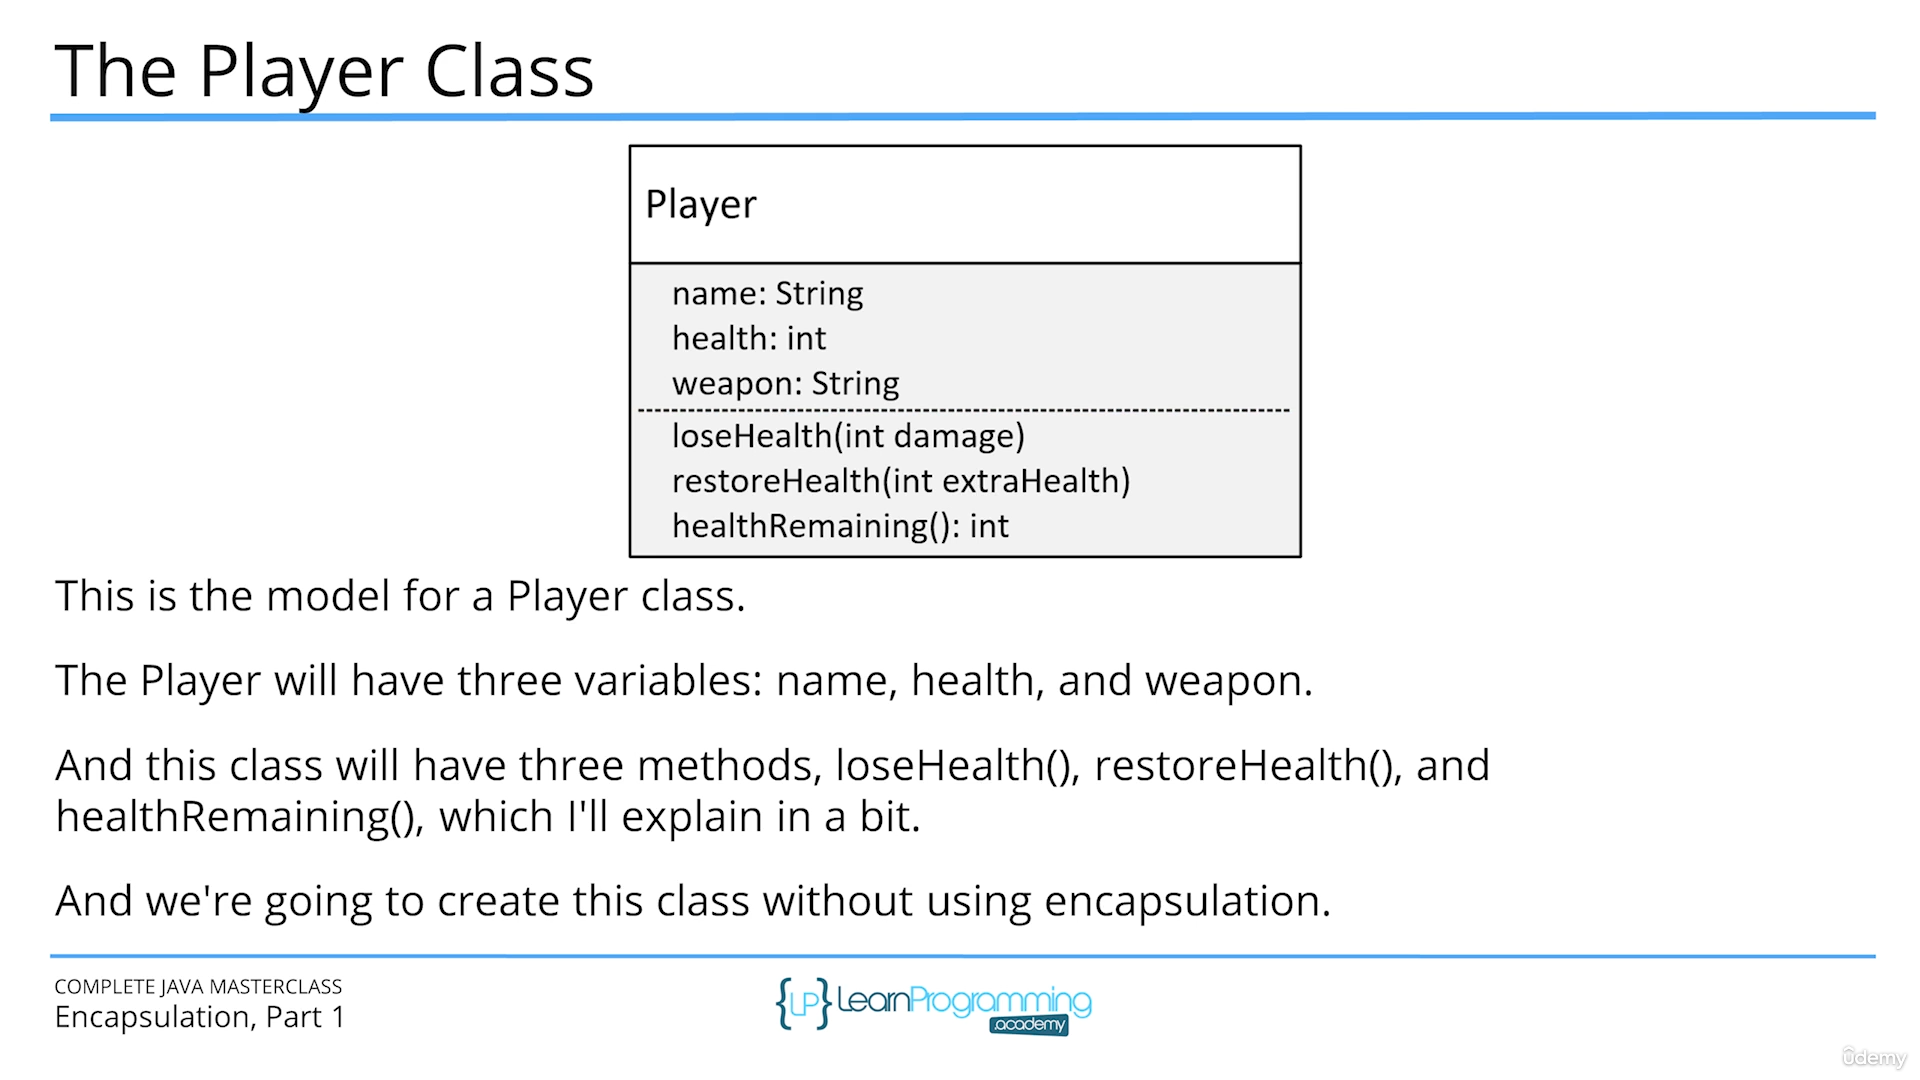 The Player Class
Player
name: String
health: int
weapon: String
loseHealth(int damage)
restoreHealth(int extraHealth)
healthRemaining(): int
This is the model for a Player class.
The Player will have three variables: name, health, and weapon.
And this class will have three methods, loseHealth(), restoreHealth(), and
healthRemaining(), which I'll explain in a bit.
And we're going to create this class without using encapsulation.
COMPLETE JAVA MASTERCLASS
Encapsulation, Part 1
{LP} LearnProgramming
.academy
ûdemy